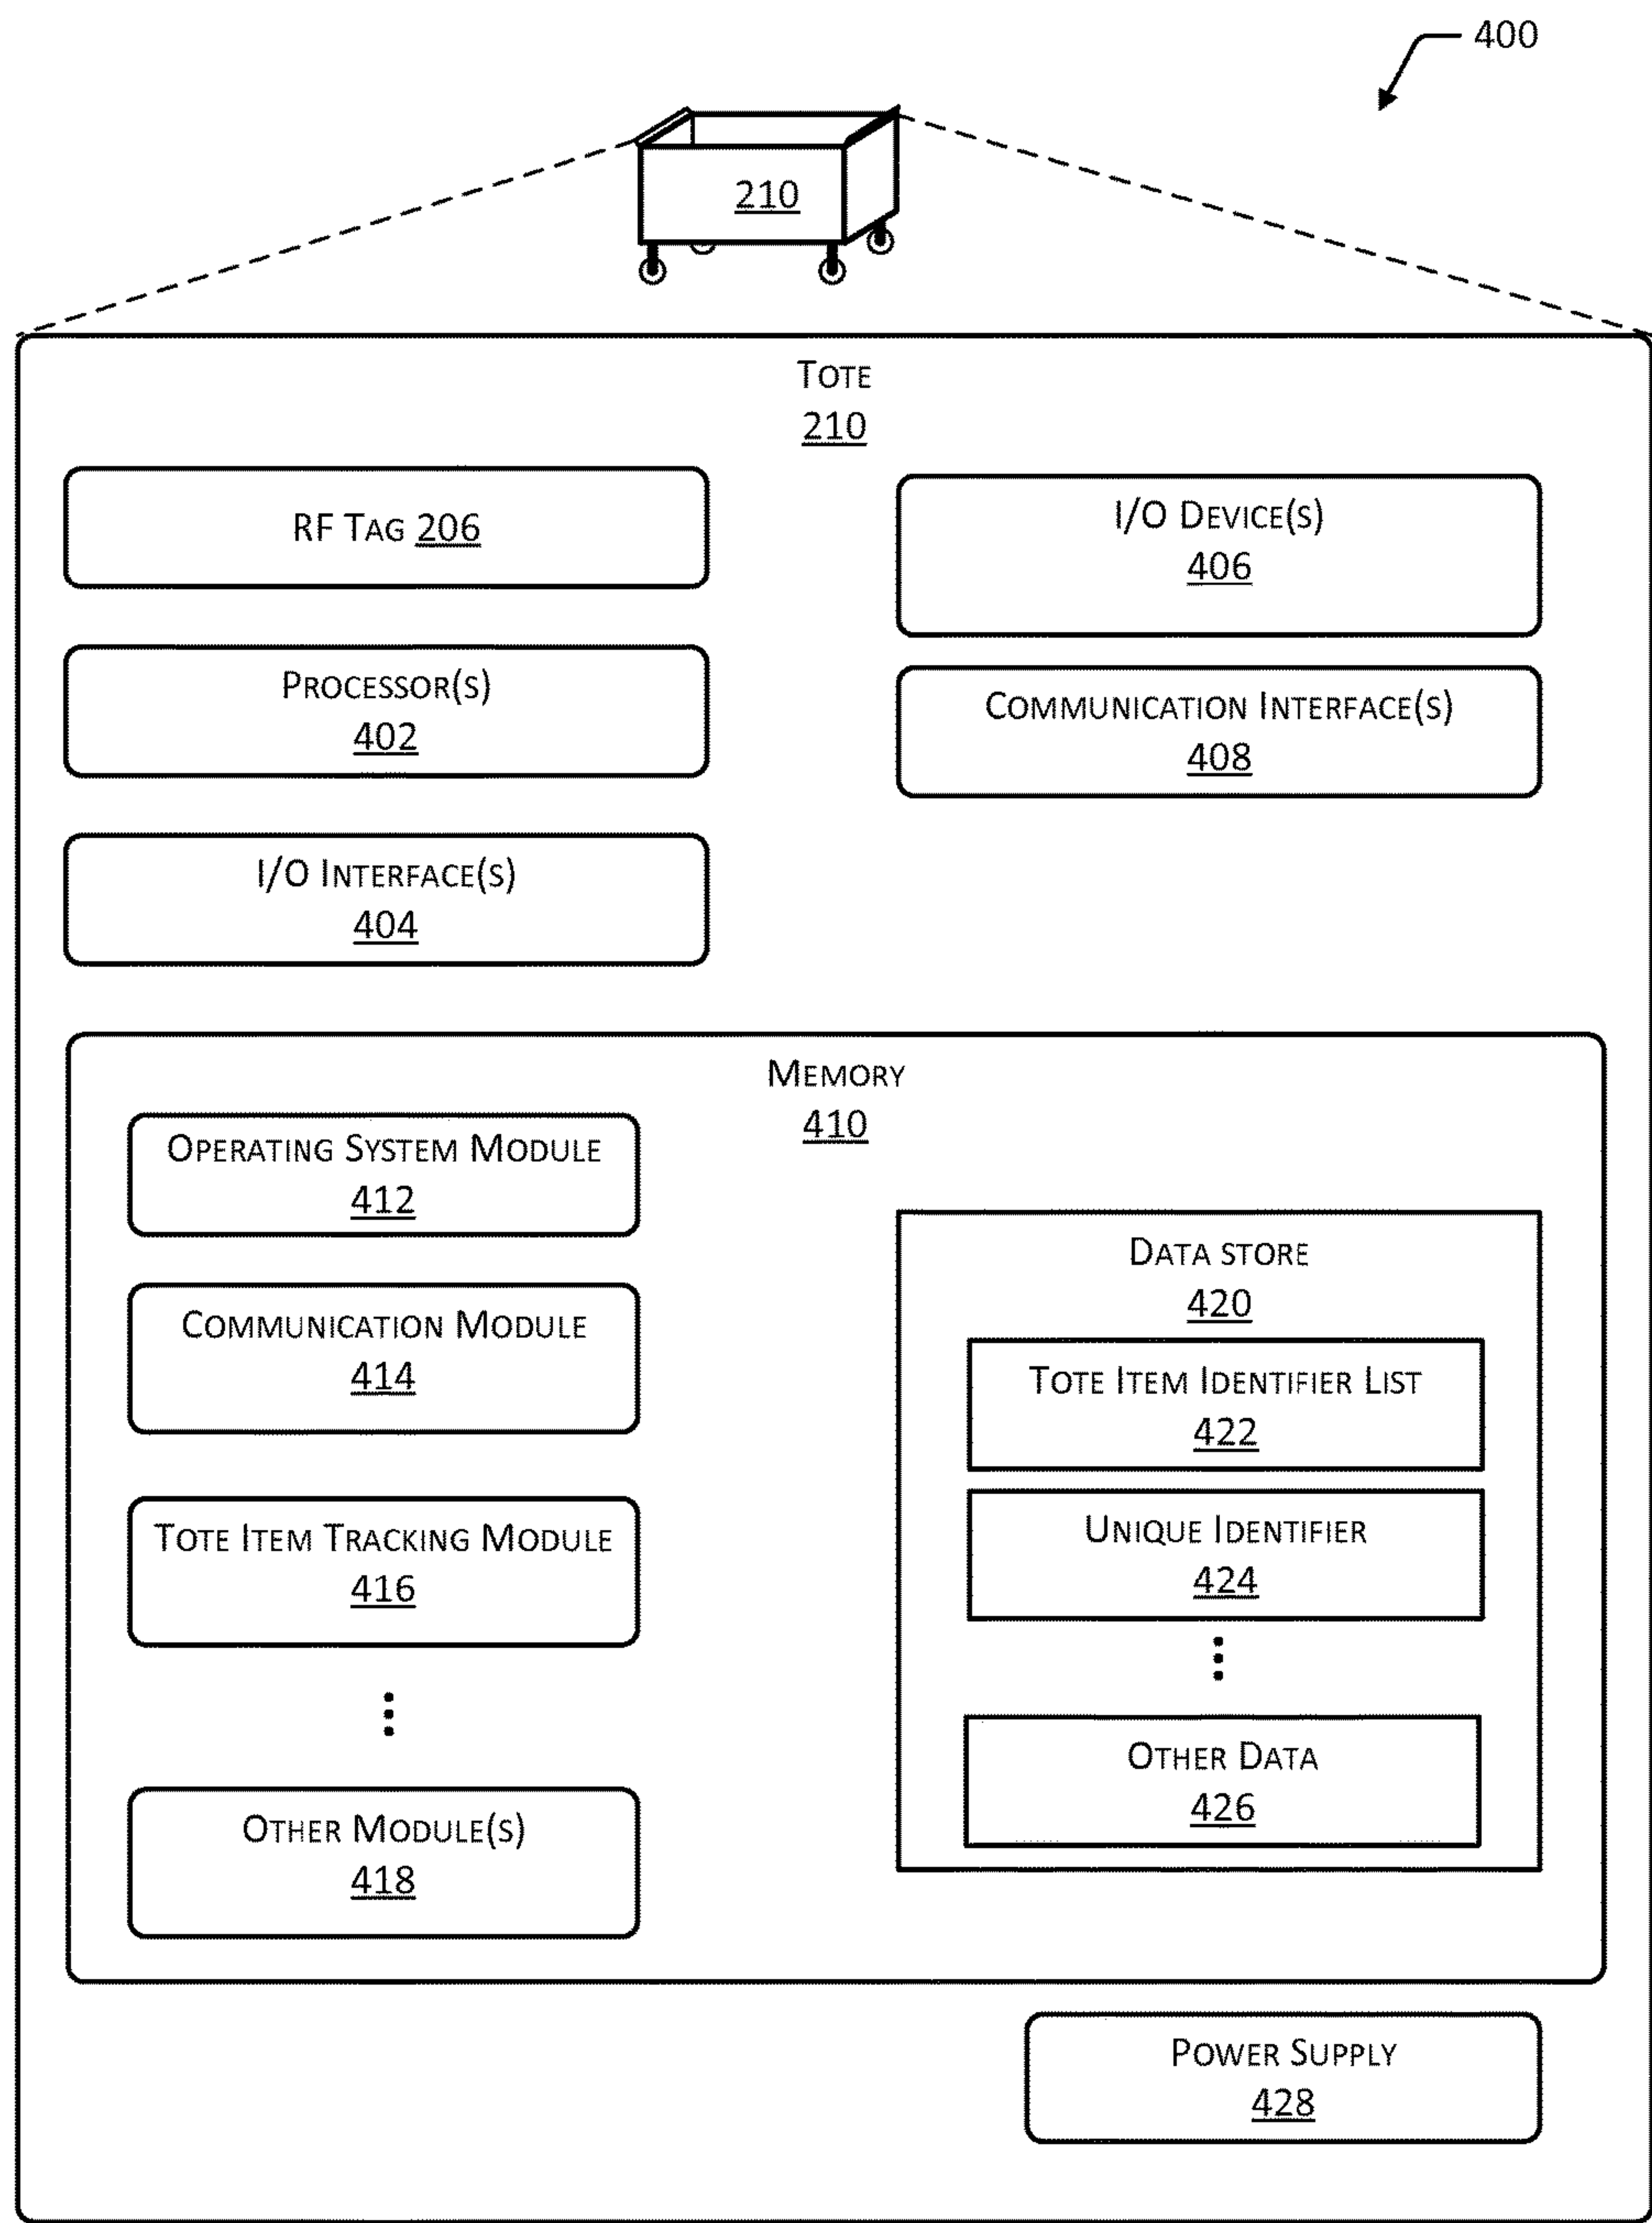 400
210
Tote
210
RF Tag 206
I/O Device(s)
406
Processor(s)
402
Communication Interface(s)
408
I/O Interface(s)
404
Memory
410
Operating System Module
412
Communication Module
414
Tote Item Tracking Module
416
Other Module(s)
418
Data store
420
Tote Item Identifier List
422
Unique Identifier
424
Other Data
426
Power Supply
428